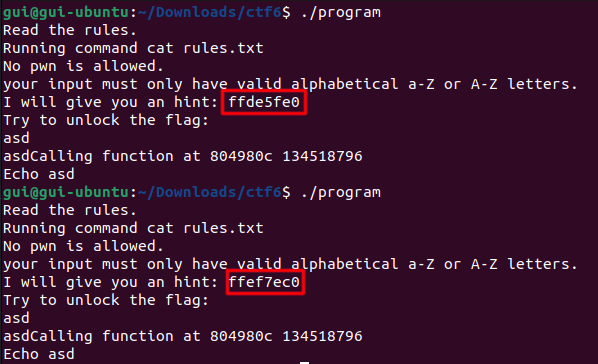 gui@gui-ubuntu:~/Downloads/ctf6$ ./program
Read the rules.
Running command cat rules.txt
No pwn is allowed.
your input must only have valid alphabetical a-Z or A-Z letters.
I will give you an hint: ffde5fe0
Try to unlock the flag:
asd
asdCalling function at 804980c 134518796
Echo asd
gui@gui-ubuntu:~/Downloads/ctf6$ ./program
Read the rules.
Running command cat rules.txt
No pwn is allowed.
your input must only have valid alphabetical a-Z or A-Z letters.
I will give you an hint: ffef7ec0
Try to unlock the flag:
asd
asdCalling function at 804980c 134518796
Echo asd